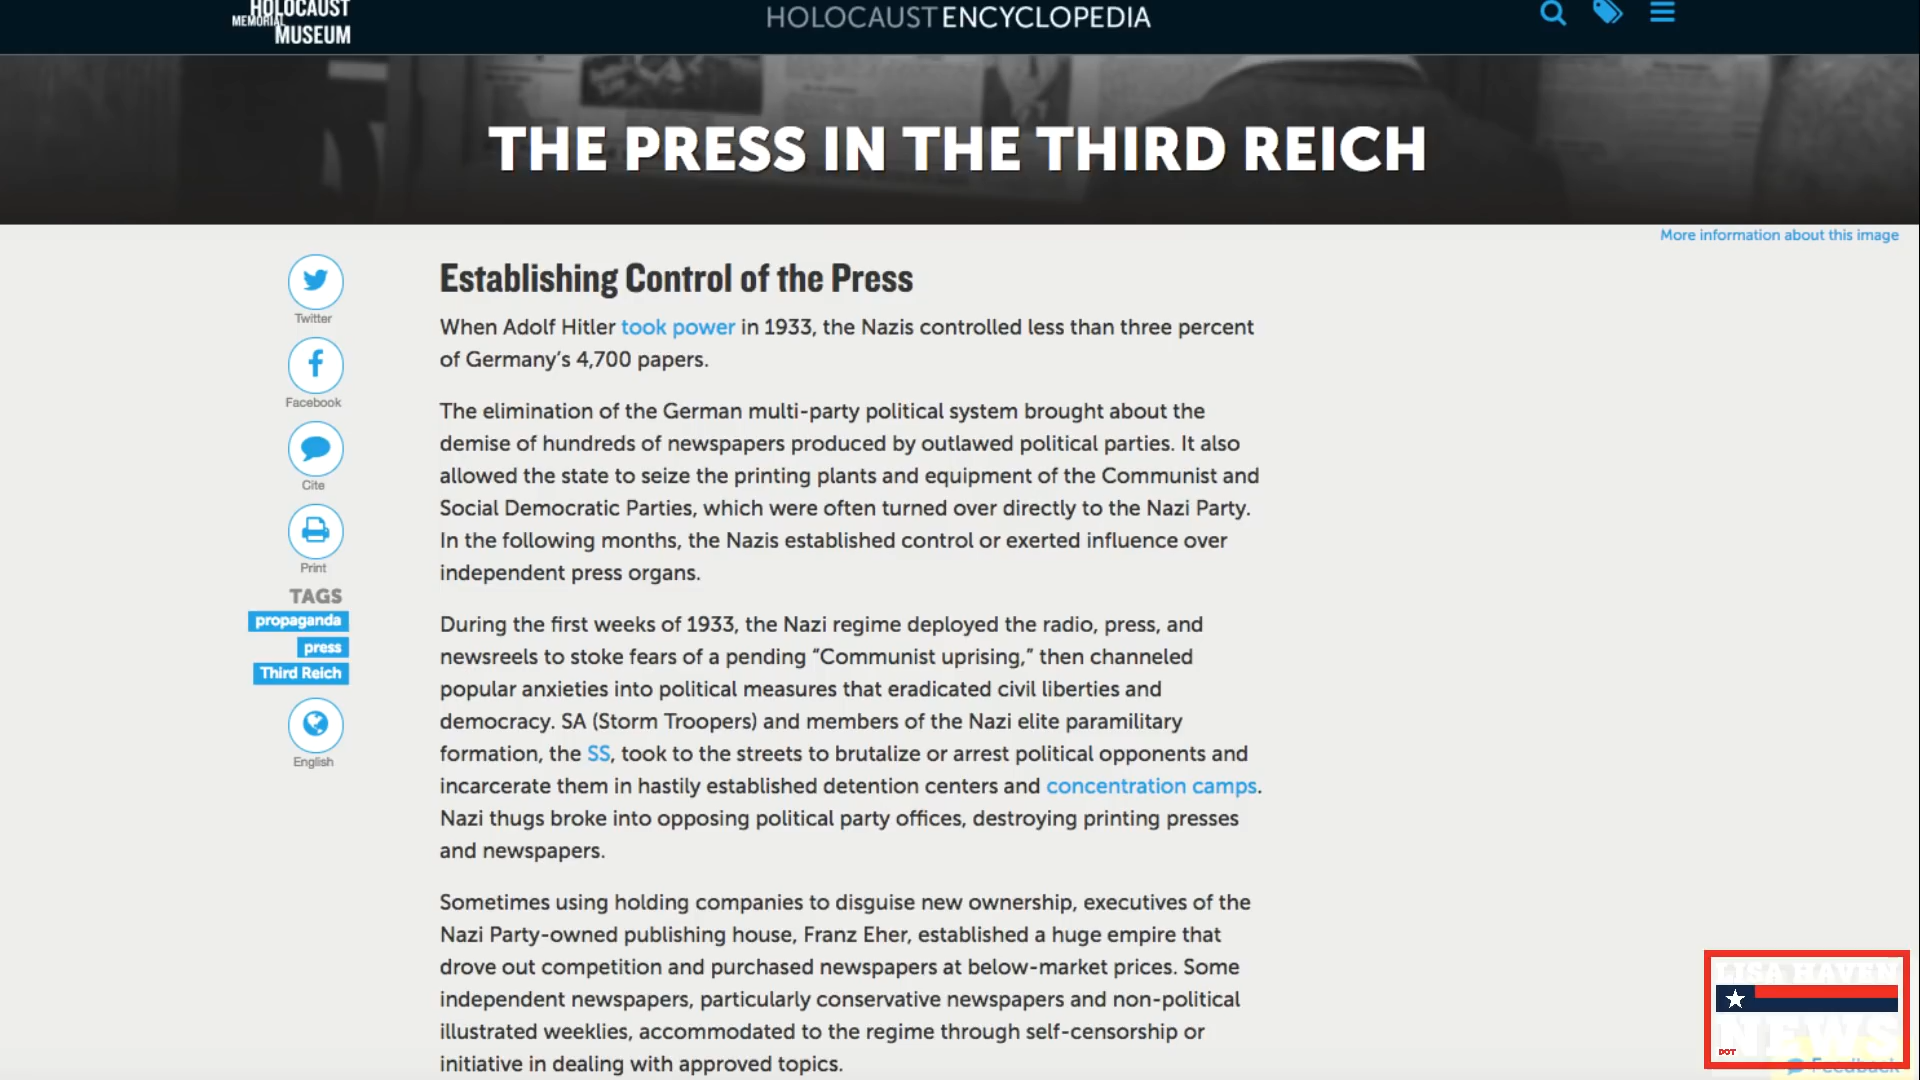 HOLOCAUST
MEMORIAL
MUSEUM
HOLOCAUST ENCYCLOPEDIA
THE PRESS IN THE THIRD REICH
More information about this image
Twitter
Facebook
Cite
Print
TAGS
propaganda
press
Third Reich
English
Establishing Control of the Press
When Adolf Hitler took power in 1933, the Nazis controlled less than three percent
of Germany’s 4,700 papers.
The elimination of the German multi-party political system brought about the
demise of hundreds of newspapers produced by outlawed political parties. It also
allowed the state to seize the printing plants and equipment of the Communist and
Social Democratic Parties, which were often turned over directly to the Nazi Party.
In the following months, the Nazis established control or exerted influence over
independent press organs.
During the first weeks of 1933, the Nazi regime deployed the radio, press, and
newsreels to stoke fears of a pending “Communist uprising,” then channeled
popular anxieties into political measures that eradicated civil liberties and
democracy. SA (Storm Troopers) and members of the Nazi elite paramilitary
formation, the SS, took to the streets to brutalize or arrest political opponents and
incarcerate them in hastily established detention centers and concentration camps.
Nazi thugs broke into opposing political party offices, destroying printing presses
and newspapers.
Sometimes using holding companies to disguise new ownership, executives of the
Nazi Party-owned publishing house, Franz Eher, established a huge empire that
drove out competition and purchased newspapers at below-market prices. Some
independent newspapers, particularly conservative newspapers and non-political
illustrated weeklies, accommodated to the regime through self-censorship or
initiative in dealing with approved topics.
LISA HAVEN
NEWS
DOT
Feedback